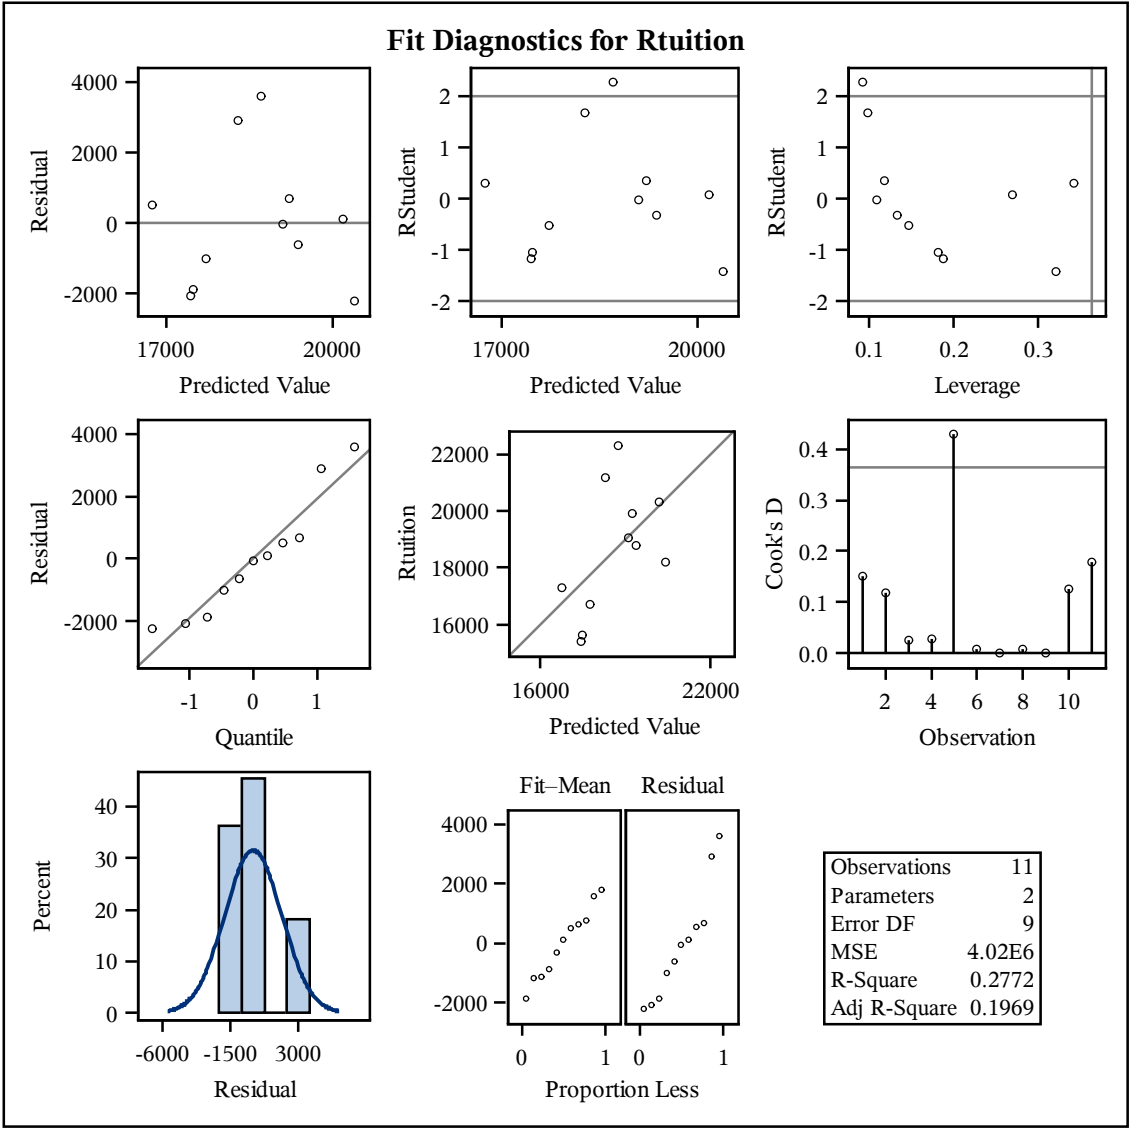 Fit Diagnostics for Rtuition
4000
2000
0
-2000
Residual
17000 20000
Predicted Value
2
1
0
-1
-2
RStudent
17000 20000
Predicted Value
2
1
0
-1
-2
RStudent
0.1 0.2 0.3
Leverage
4000
2000
0
-2000
Residual
-1 0 1
Quantile
22000
20000
18000
16000
Rtuition
16000 22000
Predicted Value
0.4
0.3
0.2
0.1
0.0
Cook's D
2 4 6 8 10
Observation
40
30
20
10
0
Percent
-6000 -1500 3000
Residual
Fit–Mean Residual
4000
2000
0
-2000
0 1 0 1
Proportion Less
Observations 11
Parameters 2
Error DF 9
MSE 4.02E6
R-Square 0.2772
Adj R-Square 0.1969